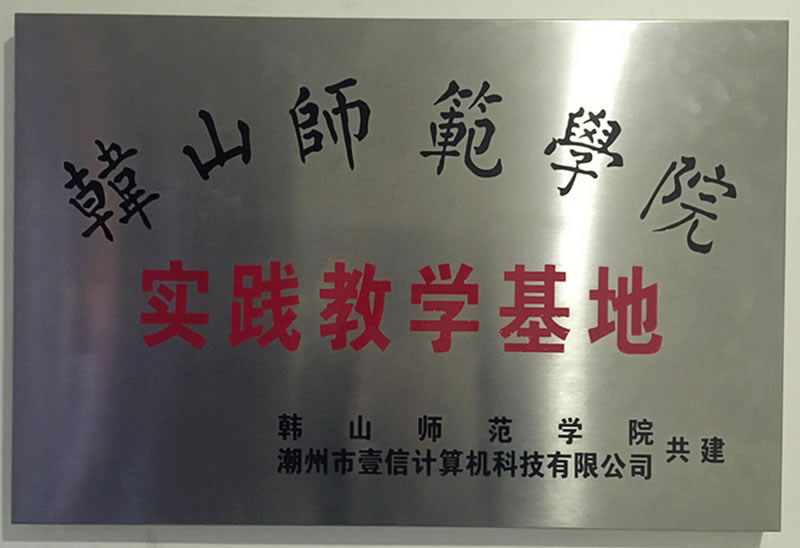 韓山師範學院
实践教学基地
韩山师范学院
潮州市壹信计算机科技有限公司
共建